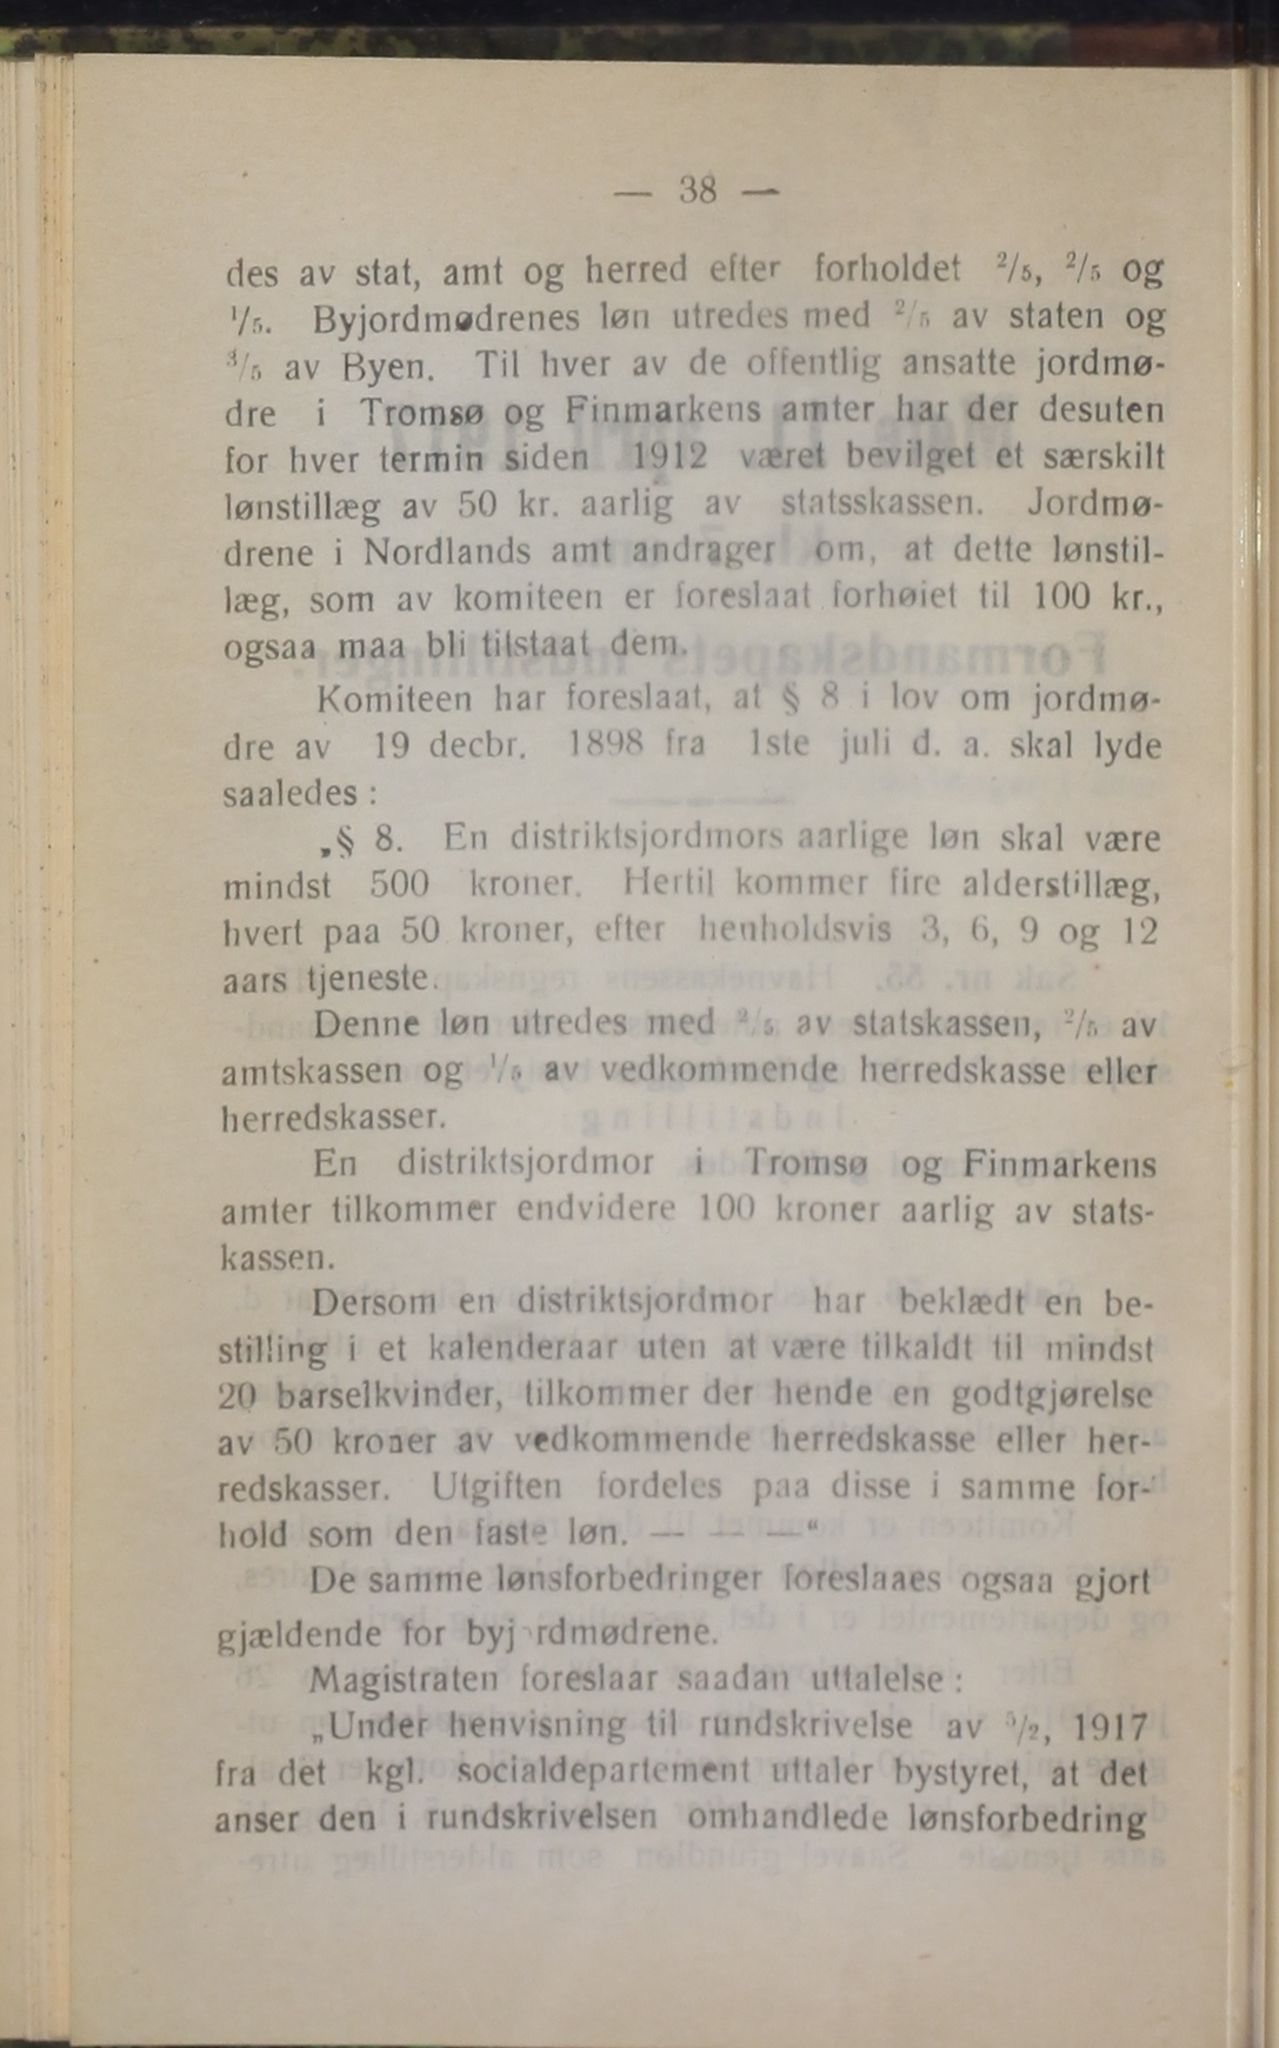 — 38 —
des av stat, amt og herred efter forholdet ²/₅, ²/₅ og
¹/₅. Byjordmødrenes løn utredes med ²/₅ av staten og
³/₅ av Byen. Til hver av de offentlig ansatte jordmø-
dre i Tromsø og Finmarkens amter har der desuten
for hver termin siden 1912 været bevilget et særskilt
lønstillæg av 50 kr. aarlig av statsskassen. Jordmø-
drene i Nordlands amt andrager om, at dette lønstil-
læg, som av komiteen er foreslaat forhøiet til 100 kr.,
ogsaa maa bli tilstaat dem.
Komiteen har foreslaat, at § 8 i lov om jordmø-
dre av 19 decbr. 1898 fra 1ste juli d. a. skal lyde
saaledes :
„§ 8. En distriktsjordmors aarlige løn skal være
mindst 500 kroner. Hertil kommer fire alderstillæg,
hvert paa 50 kroner, efter henholdsvis 3, 6, 9 og 12
aars tjeneste.
Denne løn utredes med ²/₅ av statskassen, ²/₅ av
amtskassen og ¹/₅ av vedkommende herredskasse eller
herredskasser.
En distriktsjordmor i Tromsø og Finmarkens
amter tilkommer endvidere 100 kroner aarlig av stats-
kassen.
Dersom en distriktsjordmor har beklædt en be-
stilling i et kalenderaar uten at være tilkaldt til mindst
20 barselkvinder, tilkommer der hende en godtgjørelse
av 50 kroner av vedkommende herredskasse eller her-
redskasser. Utgiften fordeles paa disse i samme for-
hold som den faste løn. — — —“
De samme lønsforbedringer foreslaaes ogsaa gjort
gjældende for byj rdmødrene.
Magistraten foreslaar saadan uttalelse :
„Under henvisning til rundskrivelse av ⁵/₂, 1917
fra det kgl. socialdepartement uttaler bystyret, at det
anser den i rundskrivelsen omhandlede lønsforbedring